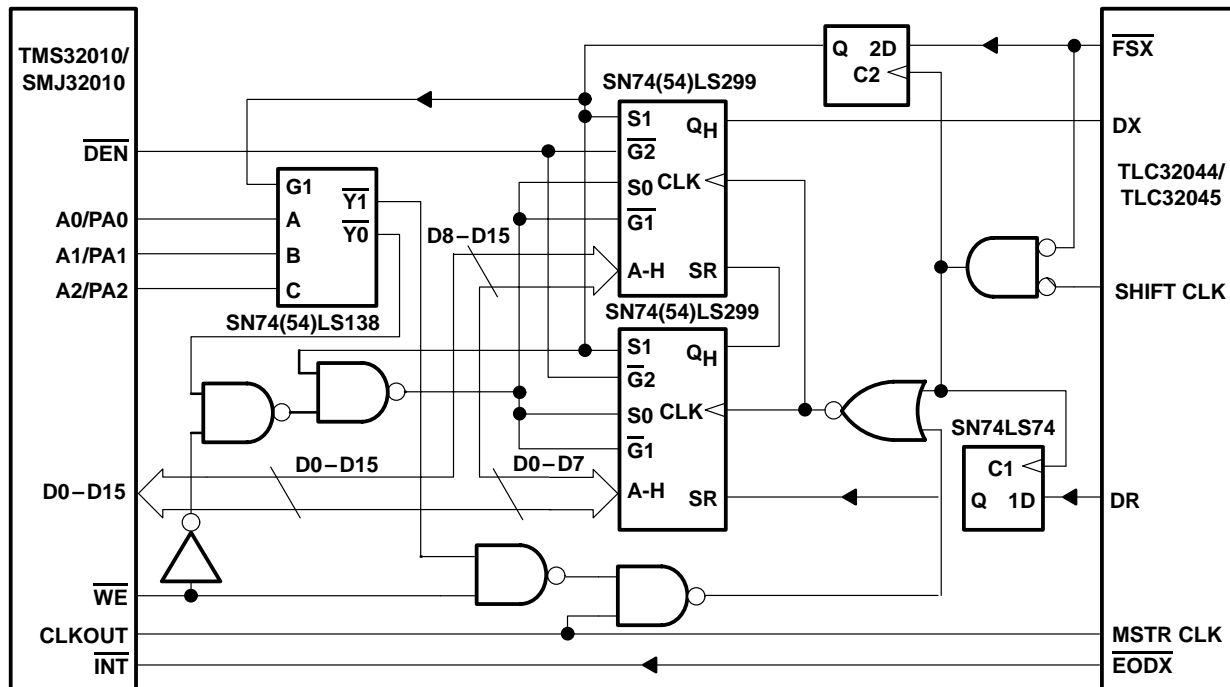 TMS32010/
SMJ32010
DEN
A0/PA0
A1/PA1
A2/PA2
D0–D15
WE
CLKOUT
INT
G1
A
B
C
Y1
Y0
SN74(54)LS138
D8–D15
D0–D15
D0–D7
SN74(54)LS299
S1
G2
S0
G1
A-H
QH
CLK
SR
SN74(54)LS299
S1
G2
S0
G1
A-H
QH
CLK
SR
Q 2D
C2
SN74LS74
C1
Q 1D
FSX
DX
TLC32044/
TLC32045
SHIFT CLK
DR
MSTR CLK
EODX